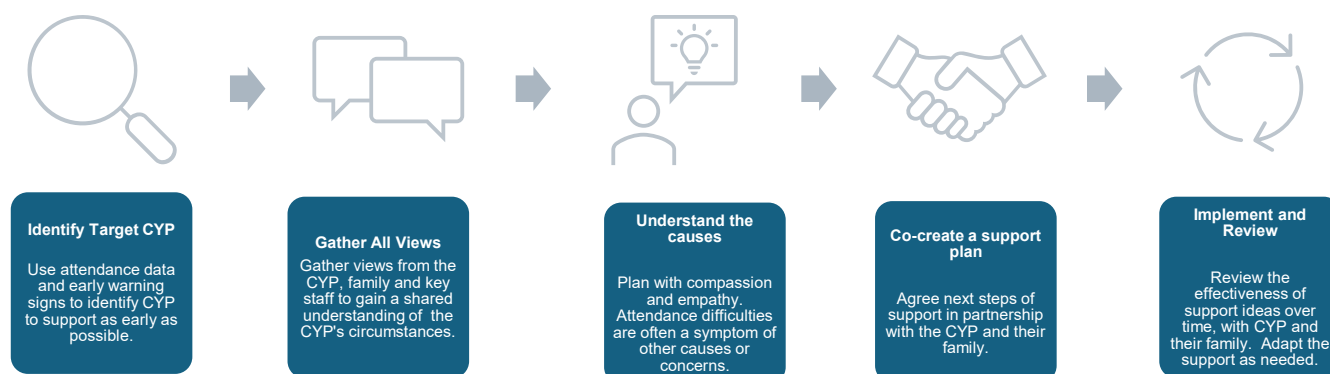 Identify Target CYP
Use attendance data
and early warning
signs to identify CYP
to support as early as
possible.
Gather All Views
Gather views from the
CYP, family and key
staff to gain a shared
understanding of the
CYP's circumstances.
Understand the
causes
Plan with compassion
and empathy.
Attendance difficulties
are often a symptom of
other causes or
concerns.
Co-create a support
plan
Agree next steps of
support in partnership
with the CYP and their
family.
Implement and
Review
Review the
effectiveness of
support ideas over
time, with CYP and
their family. Adapt the
support as needed.